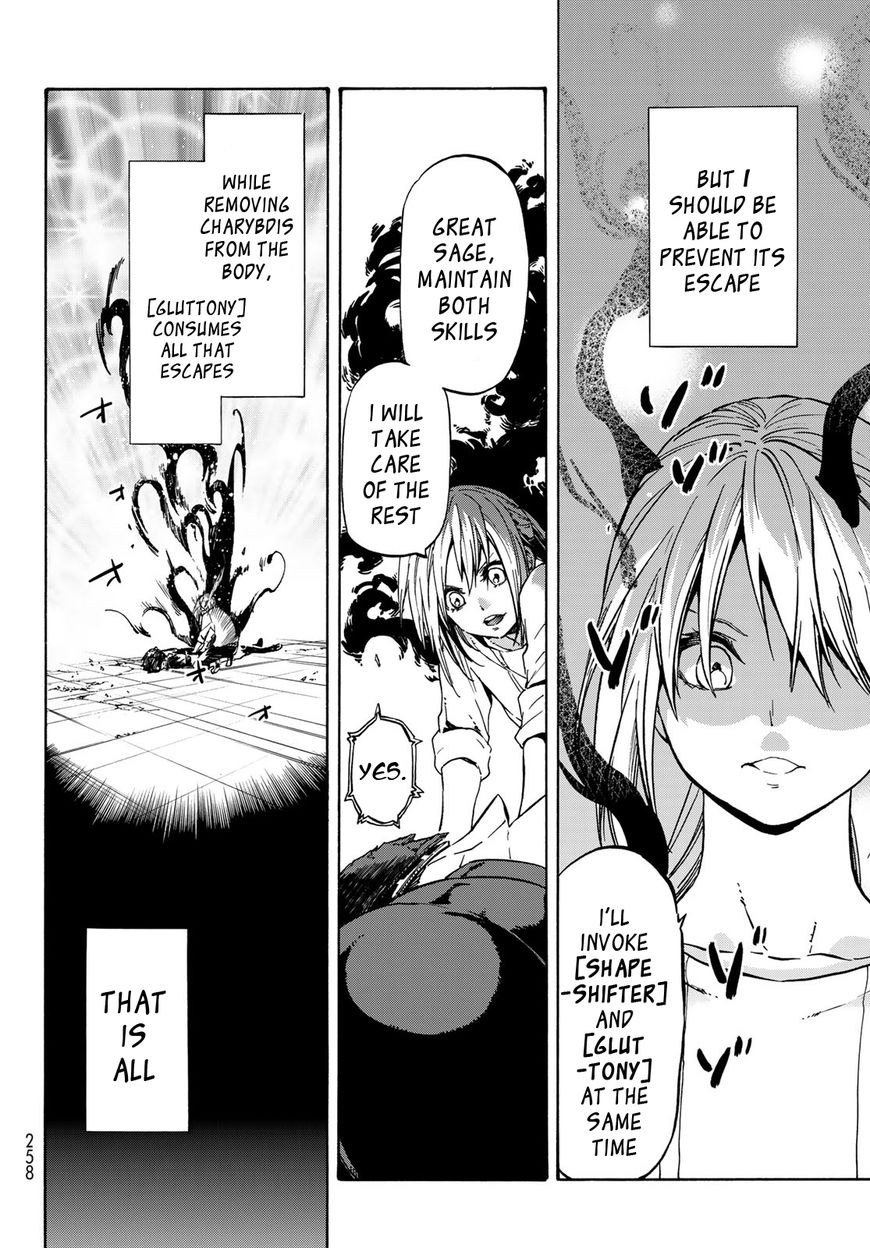 BUT I
SHOULD BE
ABLE TO
PREVENT ITS
ESCAPE
I'LL
INVOKE
[SHAPE
-SHIFTER]
AND
[GLUT
-TONY]
AT THE
SAME
TIME
GREAT
SAGE,
MAINTAIN
BOTH
SKILLS
I WILL
TAKE
CARE
OF THE
REST
YES.
WHILE
REMOVING
CHARYBDIS
FROM THE
BODY,
[GLUTTONY]
CONSUMES
ALL THAT
ESCAPES
THAT
IS
ALL
258